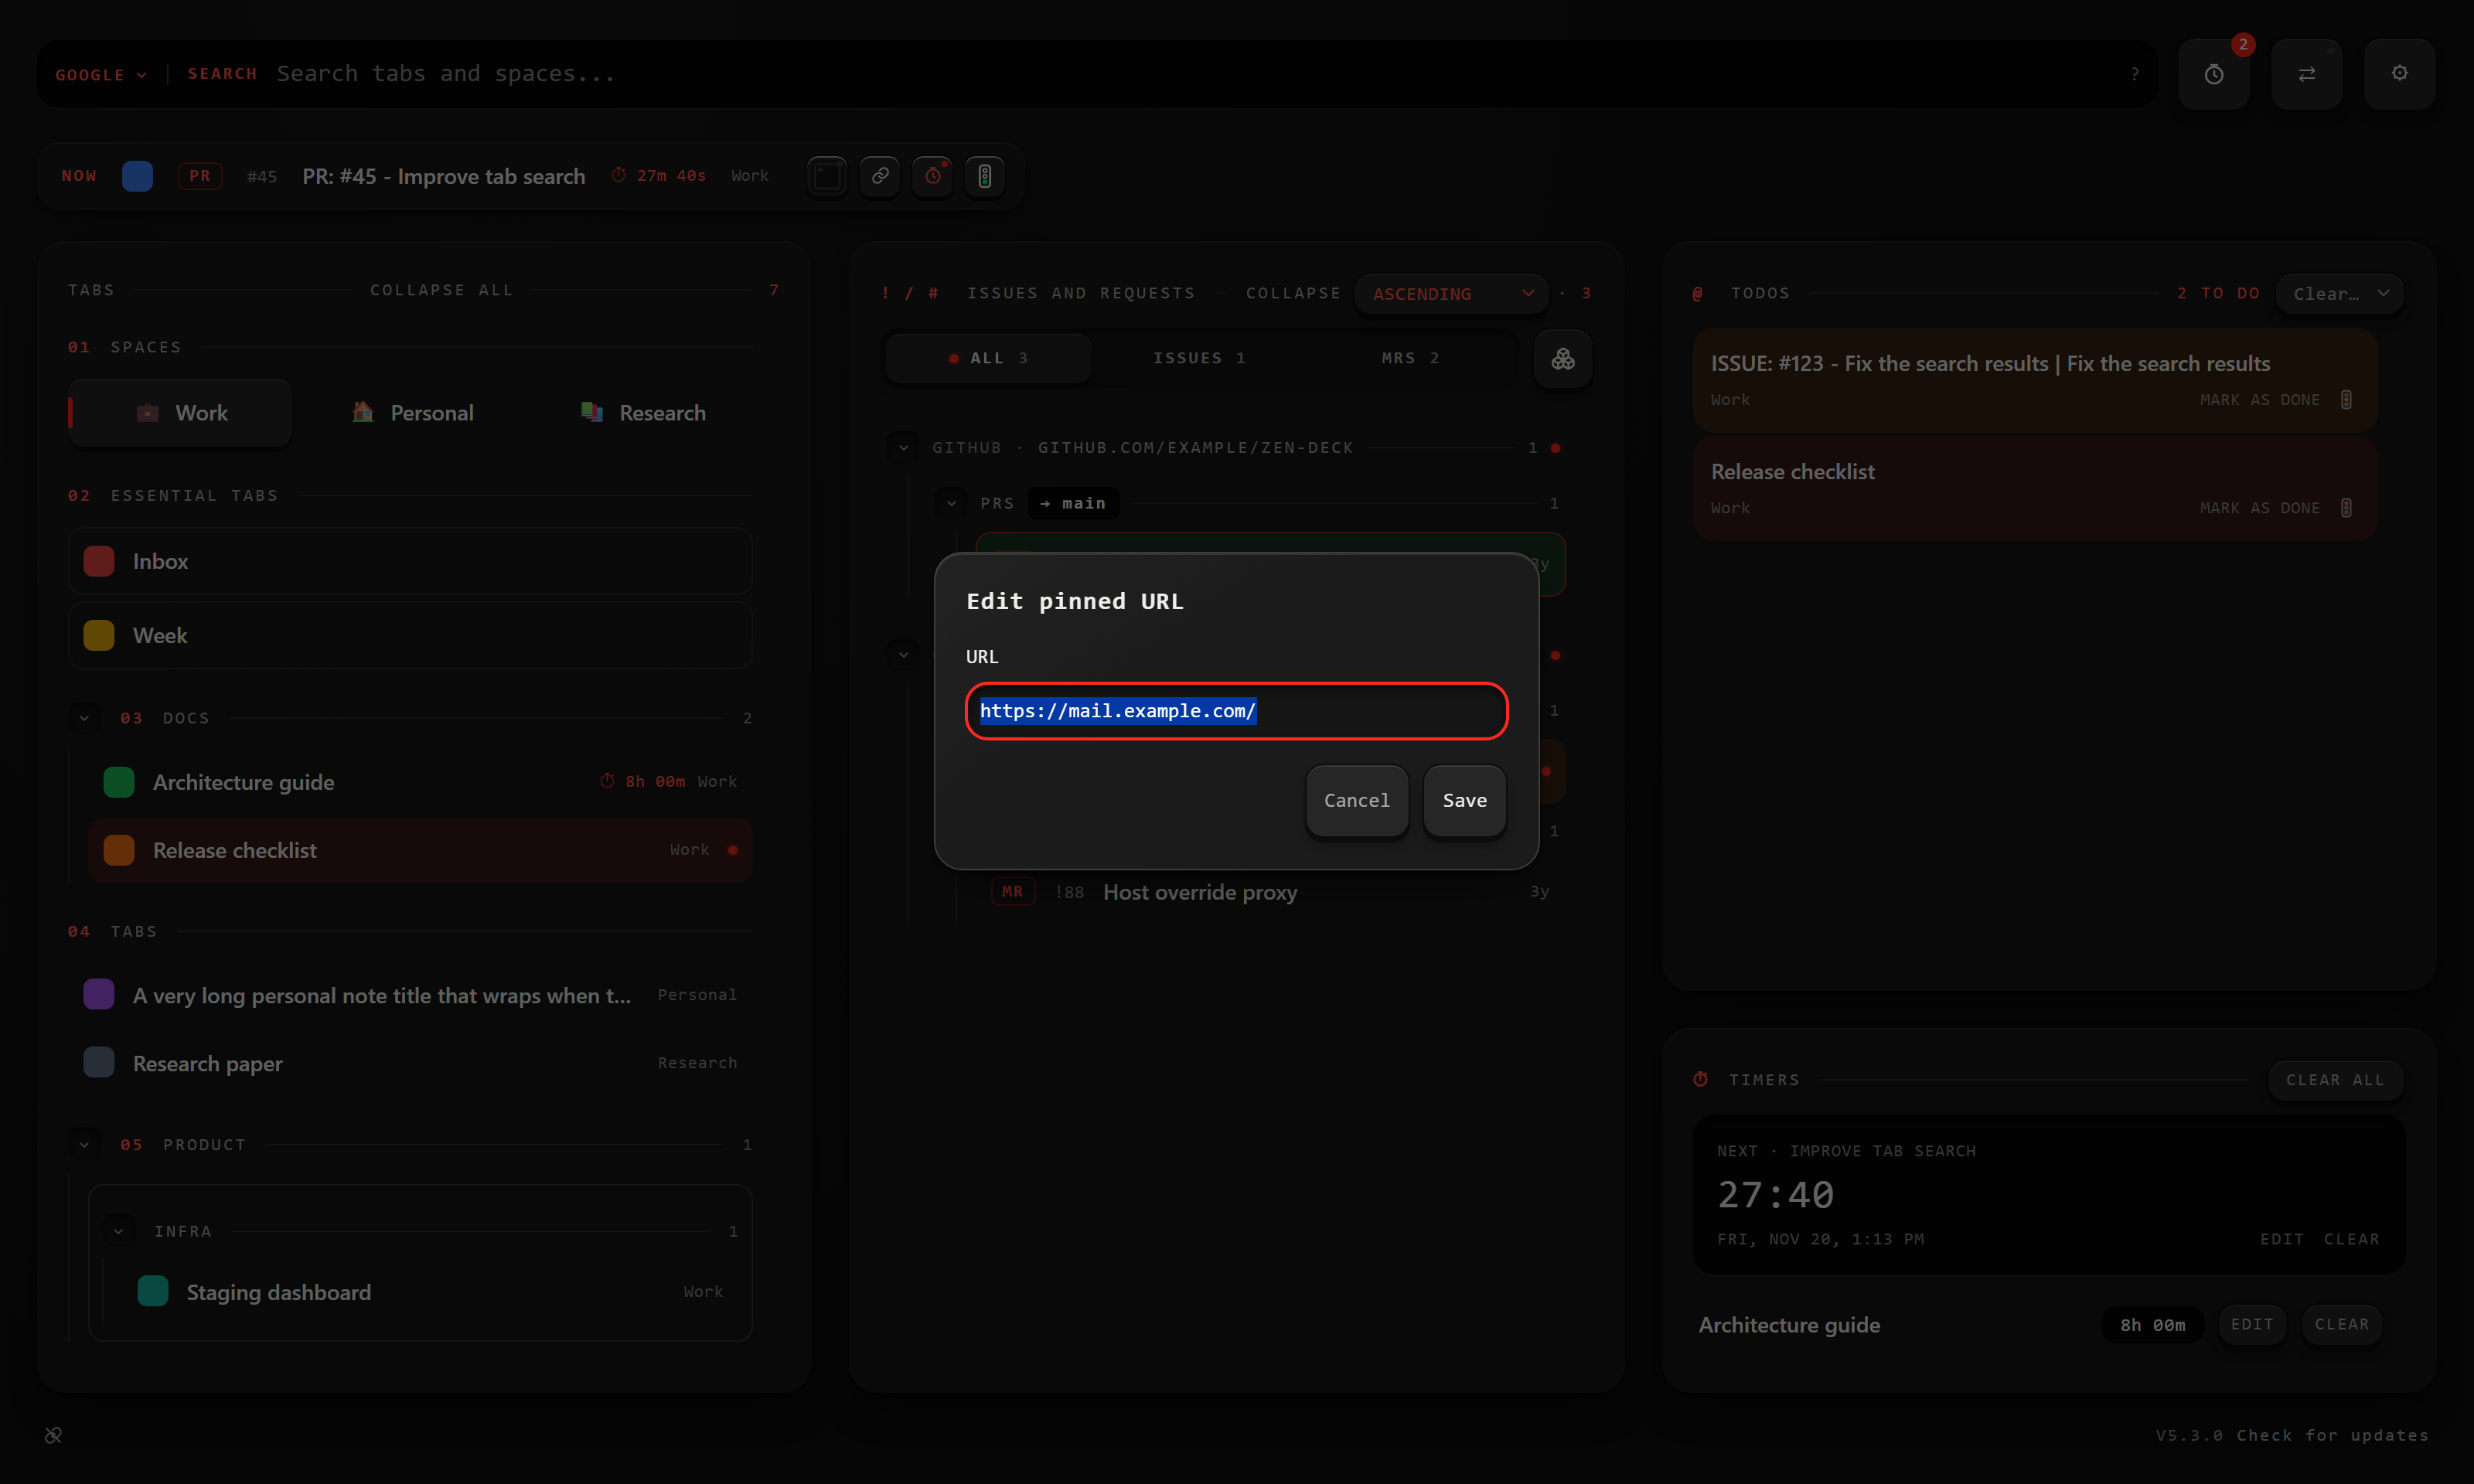 GOOGLE SEARCH Search tabs and spaces... ? 2
NOW PR #45 PR: #45 - Improve tab search 27m 40s Work
TABS COLLAPSE ALL 7
01 SPACES
Work Personal Research
02 ESSENTIAL TABS
Inbox
Week
03 DOCS 2
Architecture guide 8h 00m Work
Release checklist Work
04 TABS
A very long personal note title that wraps when t... Personal
Research paper Research
05 PRODUCT 1
INFRA 1
Staging dashboard Work
! / # ISSUES AND REQUESTS COLLAPSE ASCENDING · 3
ALL 3 ISSUES 1 MRS 2
GITHUB · GITHUB.COM/EXAMPLE/ZEN-DECK 1
PRS → main 1
3y
Edit pinned URL
URL
https://mail.example.com/
1
Cancel Save
1
MR !88 Host override proxy 3y
@ TODOS 2 TO DO Clear...
ISSUE: #123 - Fix the search results | Fix the search results
Work MARK AS DONE
Release checklist
Work MARK AS DONE
TIMERS CLEAR ALL
NEXT · IMPROVE TAB SEARCH
27:40
FRI, NOV 20, 1:13 PM EDIT CLEAR
Architecture guide 8h 00m EDIT CLEAR
V5.3.0 Check for updates